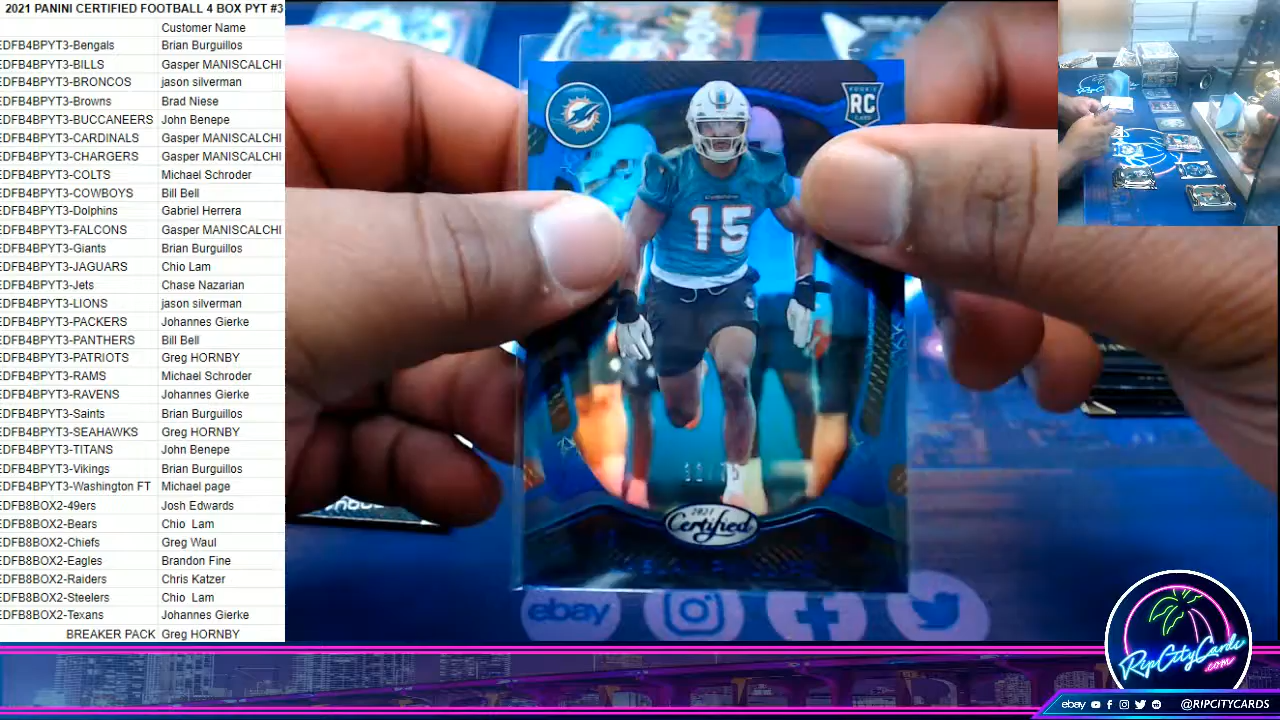 2021 PANINI CERTIFIED FOOTBALL 4 BOX PYT #3
Customer Name
EDFB4BPYT3-Bengals Brian Burguillos
EDFB4BPYT3-BILLS Gasper MANISCALCHI
EDFB4BPYT3-BRONCOS jason silverman
EDFB4BPYT3-Browns Brad Niese
EDFB4BPYT3-BUCCANEERS John Benepe
EDFB4BPYT3-CARDINALS Gasper MANISCALCHI
EDFB4BPYT3-CHARGERS Gasper MANISCALCHI
EDFB4BPYT3-COLTS Michael Schroder
EDFB4BPYT3-COWBOYS Bill Bell
EDFB4BPYT3-Dolphins Gabriel Herrera
EDFB4BPYT3-FALCONS Gasper MANISCALCHI
EDFB4BPYT3-Giants Brian Burguillos
EDFB4BPYT3-JAGUARS Chio Lam
EDFB4BPYT3-Jets Chase Nazarian
EDFB4BPYT3-LIONS jason silverman
EDFB4BPYT3-PACKERS Johannes Gierke
EDFB4BPYT3-PANTHERS Bill Bell
EDFB4BPYT3-PATRIOTS Greg HORNBY
EDFB4BPYT3-RAMS Michael Schroder
EDFB4BPYT3-RAVENS Johannes Gierke
EDFB4BPYT3-Saints Brian Burguillos
EDFB4BPYT3-SEAHAWKS Greg HORNBY
EDFB4BPYT3-TITANS John Benepe
EDFB4BPYT3-Vikings Brian Burguillos
EDFB4BPYT3-Washington FT Michael page
EDFB8BOX2-49ers Josh Edwards
EDFB8BOX2-Bears Chio Lam
EDFB8BOX2-Chiefs Greg Waul
EDFB8BOX2-Eagles Brandon Fine
EDFB8BOX2-Raiders Chris Katzer
EDFB8BOX2-Steelers Chio Lam
EDFB8BOX2-Texans Johannes Gierke
BREAKER PACK Greg HORNBY
ROOKIE
RC
CARD
15
2021
Certified
ebay
RipCityCards
.com
ebay @RIPCITYCARDS